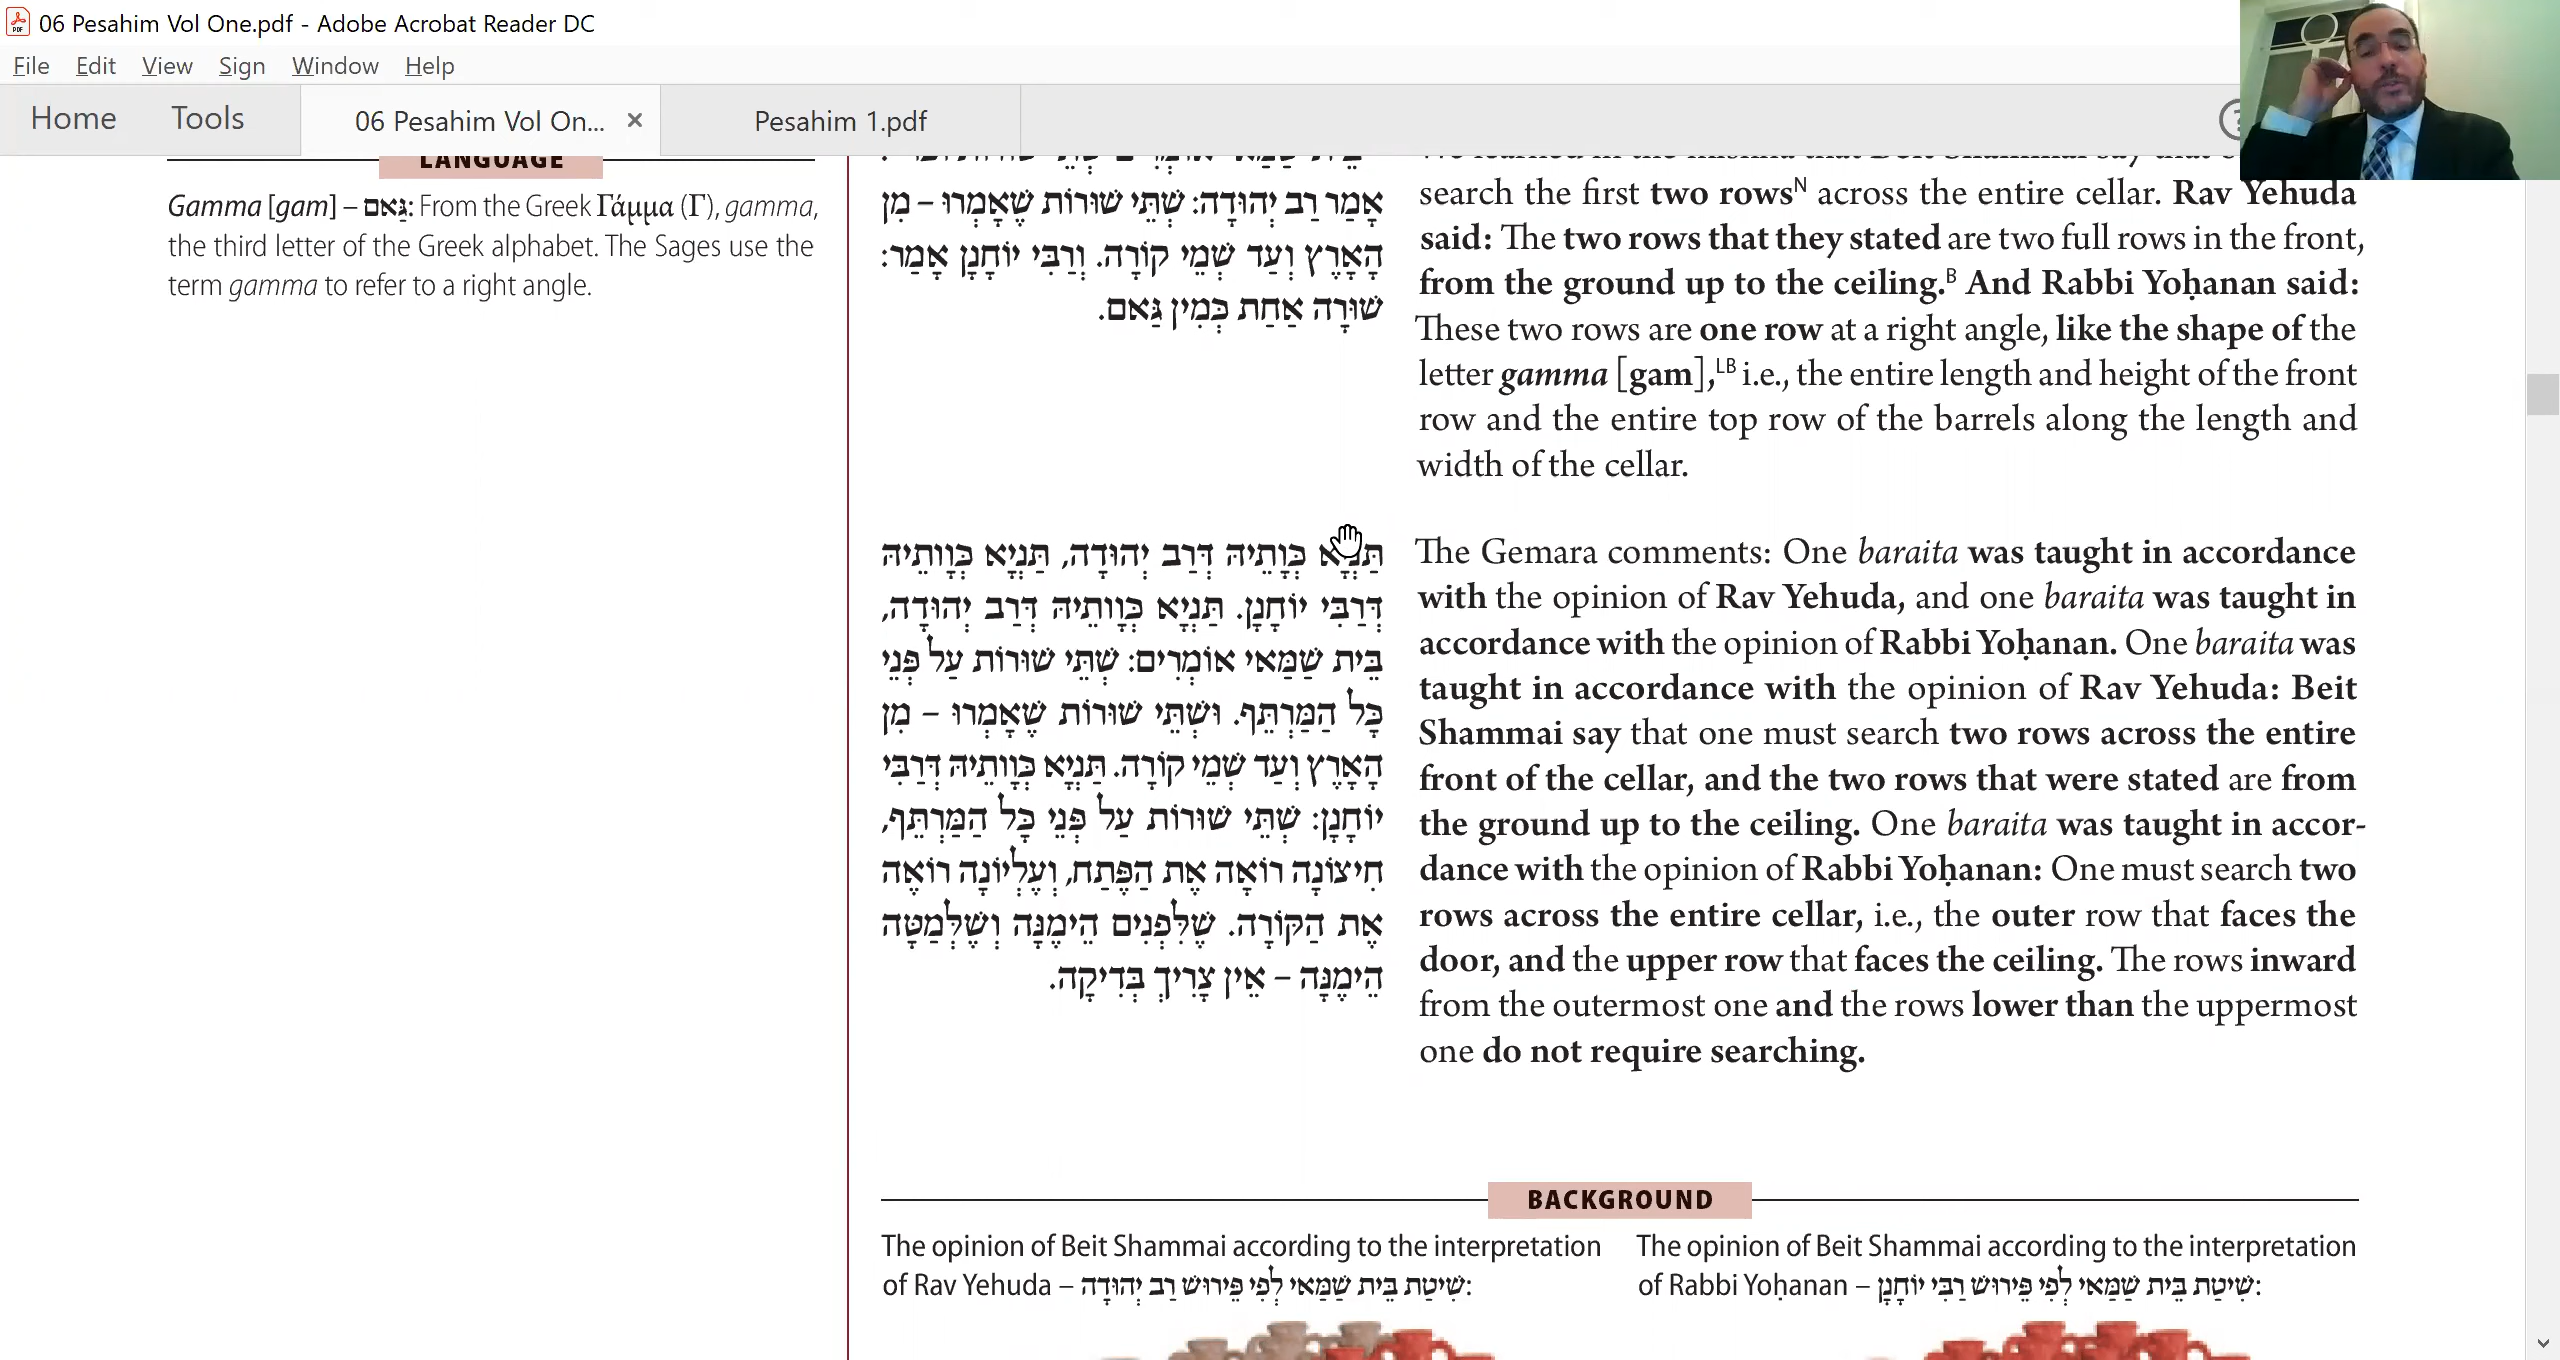 06 Pesahim Vol One.pdf - Adobe Acrobat Reader DC
File Edit View Sign Window Help
Home Tools 06 Pesahim Vol On... × Pesahim 1.pdf
LANGUAGE
Gamma [gam] – גַּאם: From the Greek Γάμμα (Γ), gamma,
the third letter of the Greek alphabet. The Sages use the
term gamma to refer to a right angle.
אָמַר רַב יְהוּדָה: שְׁתֵּי שׁוּרוֹת שֶׁאָמְרוּ – מִן
הָאָרֶץ וְעַד שְׁמֵי קוֹרָה. וְרַבִּי יוֹחָנָן אָמַר:
שׁוּרָה אַחַת כְּמִין גַּאם.
search the first two rowsᴺ across the entire cellar. Rav Yehuda
said: The two rows that they stated are two full rows in the front,
from the ground up to the ceiling.ᴮ And Rabbi Yoḥanan said:
These two rows are one row at a right angle, like the shape of the
letter gamma [gam],ᴸᴮ i.e., the entire length and height of the front
row and the entire top row of the barrels along the length and
width of the cellar.
תַּנְיָא כְּוָתֵיהּ דְּרַב יְהוּדָה, תַּנְיָא כְּוָותֵיהּ
דְּרַבִּי יוֹחָנָן. תַּנְיָא כְּוָותֵיהּ דְּרַב יְהוּדָה,
בֵּית שַׁמַּאי אוֹמְרִים: שְׁתֵּי שׁוּרוֹת עַל פְּנֵי
כָּל הַמַּרְתֵּף. וּשְׁתֵּי שׁוּרוֹת שֶׁאָמְרוּ – מִן
הָאָרֶץ וְעַד שְׁמֵי קוֹרָה. תַּנְיָא כְּוָותֵיהּ דְּרַבִּי
יוֹחָנָן: שְׁתֵּי שׁוּרוֹת עַל פְּנֵי כָּל הַמַּרְתֵּף,
חִיצוֹנָה רוֹאָה אֶת הַפֶּתַח, וְעֶלְיוֹנָה רוֹאֶה
אֶת הַקּוֹרָה. שֶׁלִּפְנִים הֵימֶנָּה וְשֶׁלְּמַטָּה
הֵימֶנָּה – אֵין צָרִיךְ בְּדִיקָה.
The Gemara comments: One baraita was taught in accordance
with the opinion of Rav Yehuda, and one baraita was taught in
accordance with the opinion of Rabbi Yoḥanan. One baraita was
taught in accordance with the opinion of Rav Yehuda: Beit
Shammai say that one must search two rows across the entire
front of the cellar, and the two rows that were stated are from
the ground up to the ceiling. One baraita was taught in accor-
dance with the opinion of Rabbi Yoḥanan: One must search two
rows across the entire cellar, i.e., the outer row that faces the
door, and the upper row that faces the ceiling. The rows inward
from the outermost one and the rows lower than the uppermost
one do not require searching.
BACKGROUND
The opinion of Beit Shammai according to the interpretation
of Rav Yehuda – שִׁיטַת בֵּית שַׁמַּאי לְפִי פֵּירוּשׁ רַב יְהוּדָה:
The opinion of Beit Shammai according to the interpretation
of Rabbi Yoḥanan – שִׁיטַת בֵּית שַׁמַּאי לְפִי פֵּירוּשׁ רַבִּי יוֹחָנָן: